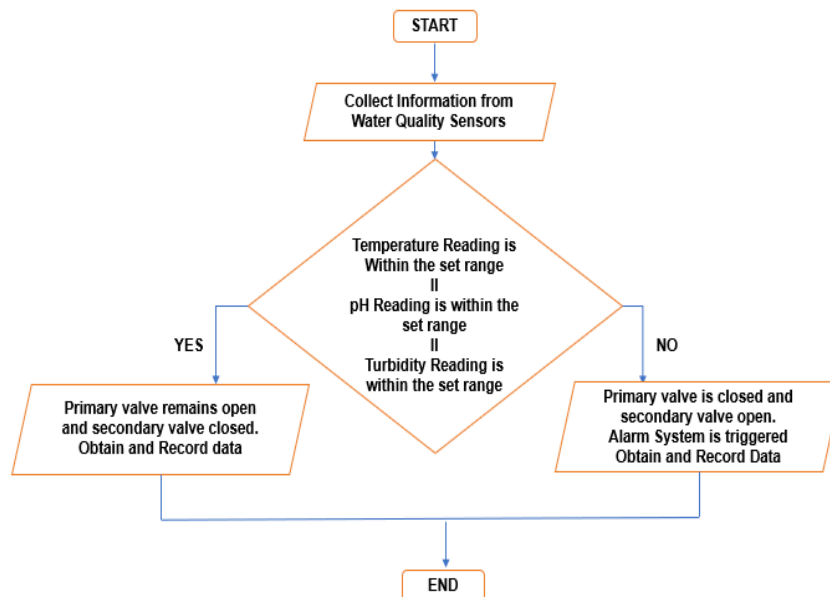 START
Collect Information from
Water Quality Sensors
Temperature Reading is
Within the set range
II
pH Reading is within the
set range
II
Turbidity Reading is
within the set range
YES
NO
Primary valve remains open
and secondary valve closed.
Obtain and Record data
Primary valve is closed and
secondary valve open.
Alarm System is triggered
Obtain and Record Data
END